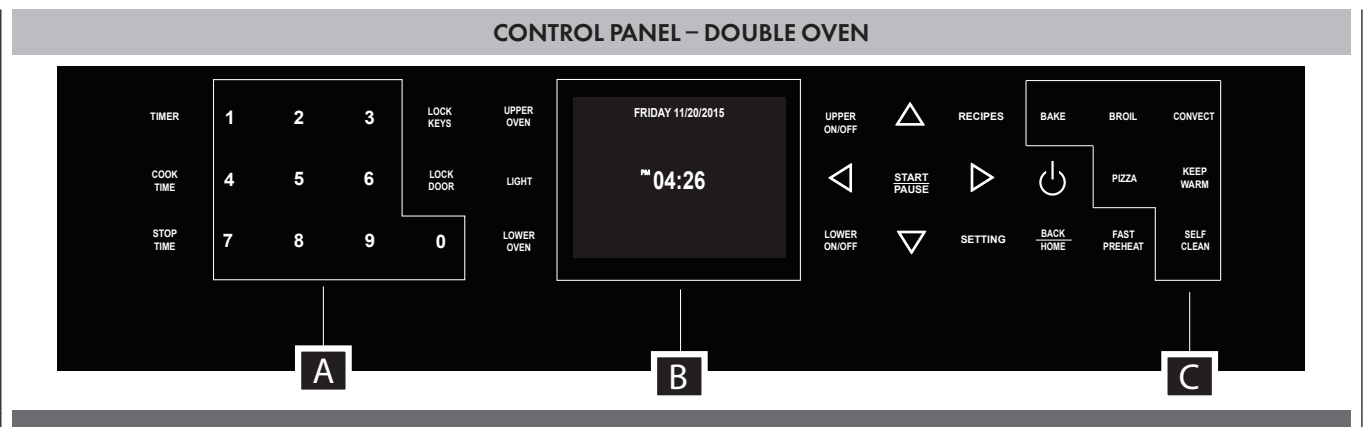 CONTROL PANEL – DOUBLE OVEN
TIMER 1 2 3 LOCK KEYS UPPER OVEN FRIDAY 11/20/2015 UPPER ON/OFF RECIPES BAKE BROIL CONVECT
COOK TIME 4 5 6 LOCK DOOR LIGHT PM 04:26 START PAUSE PIZZA KEEP WARM
STOP TIME 7 8 9 0 LOWER OVEN LOWER ON/OFF SETTING BACK HOME FAST PREHEAT SELF CLEAN
A B C